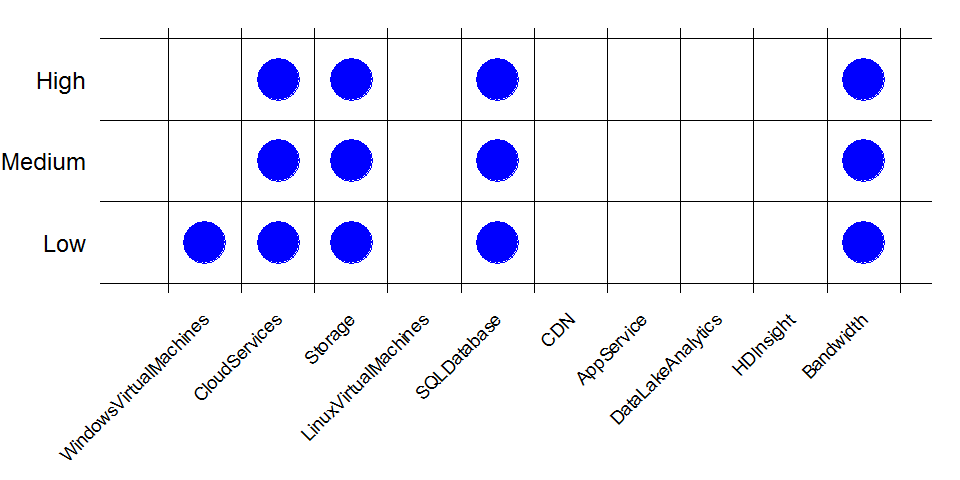 High
Medium
Low
WindowsVirtualMachines
CloudServices
Storage
LinuxVirtualMachines
SQLDatabase
CDN
AppService
DataLakeAnalytics
HDInsight
Bandwidth